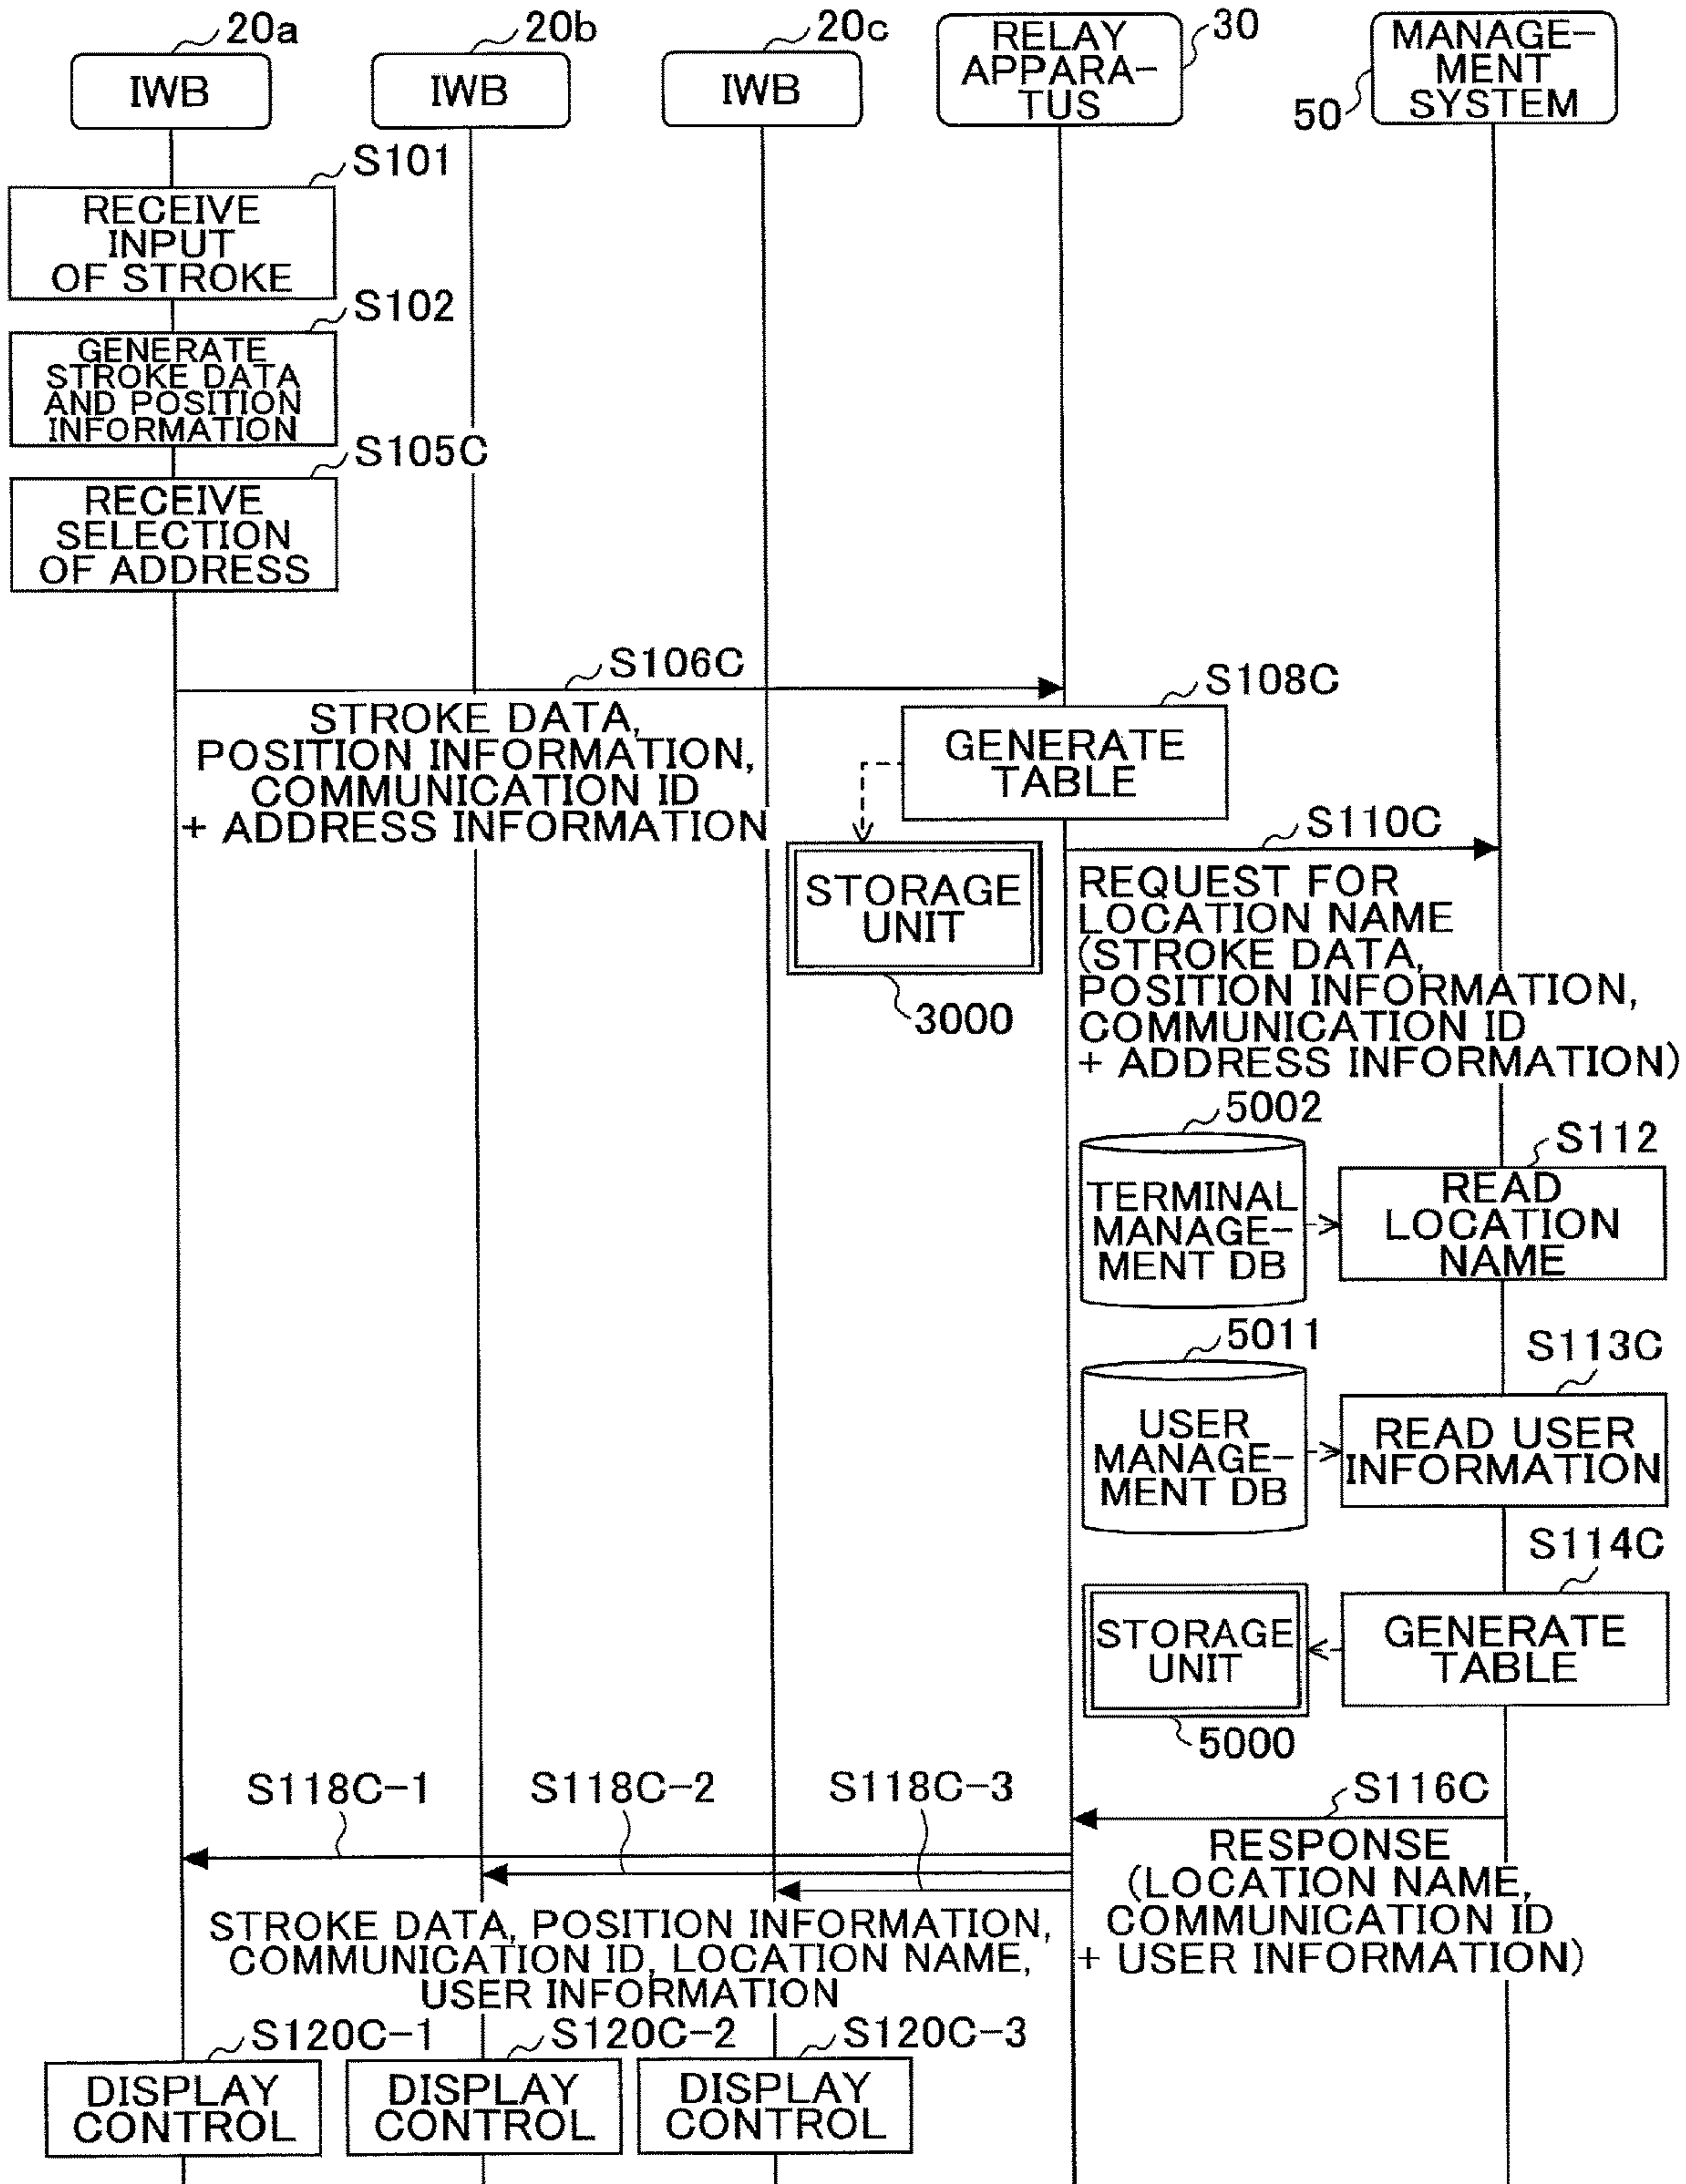 20a
IWB
20b
IWB
20c
IWB
RELAY
APPARA-
TUS
30
MANAGE-
MENT
SYSTEM
50
S101
RECEIVE
INPUT
OF STROKE
S102
GENERATE
STROKE DATA
AND POSITION
INFORMATION
S105C
RECEIVE
SELECTION
OF ADDRESS
S106C
STROKE DATA,
POSITION INFORMATION,
COMMUNICATION ID
+ ADDRESS INFORMATION
S108C
GENERATE
TABLE
STORAGE
UNIT
3000
S110C
REQUEST FOR
LOCATION NAME
(STROKE DATA,
POSITION INFORMATION,
COMMUNICATION ID
+ ADDRESS INFORMATION)
5002
TERMINAL
MANAGE-
MENT DB
S112
READ
LOCATION
NAME
5011
USER
MANAGE-
MENT DB
S113C
READ USER
INFORMATION
S114C
GENERATE
TABLE
STORAGE
UNIT
5000
S116C
RESPONSE
(LOCATION NAME,
COMMUNICATION ID
+ USER INFORMATION)
S118C-1
S118C-2
S118C-3
STROKE DATA, POSITION INFORMATION,
COMMUNICATION ID, LOCATION NAME,
USER INFORMATION
S120C-1
DISPLAY
CONTROL
S120C-2
DISPLAY
CONTROL
S120C-3
DISPLAY
CONTROL